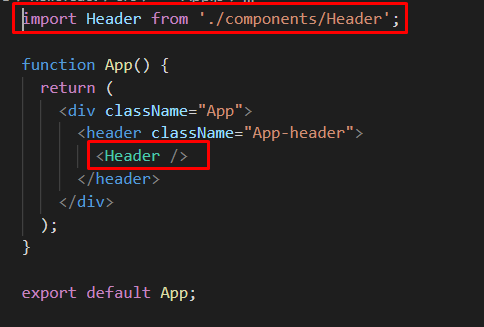 import Header from './components/Header';
function App() {
return (
<div className="App">
<header className="App-header">
<Header />
</header>
</div>
);
}
export default App;